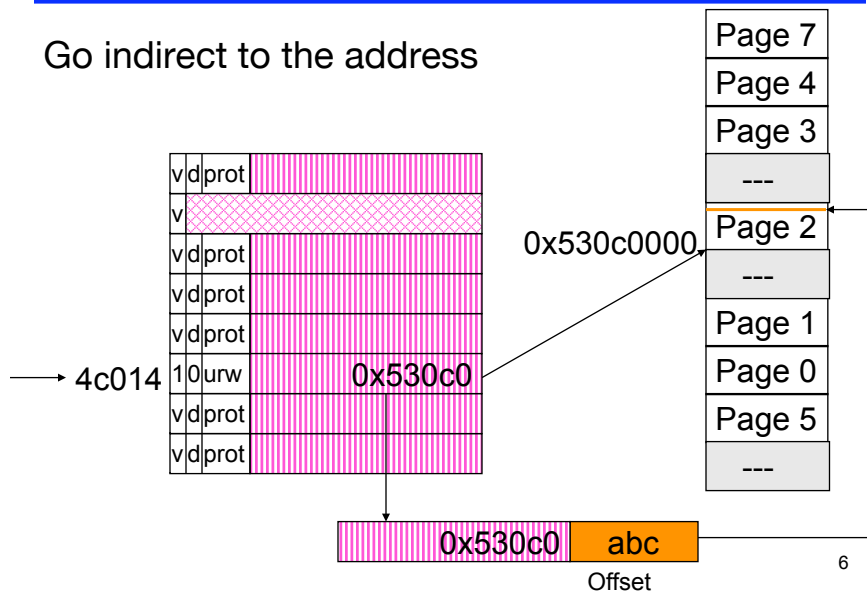 Go indirect to the address
v d prot
v
v d prot
v d prot
v d prot
4c014 1 0 urw 0x530c0
v d prot
v d prot
0x530c0000
Page 7
Page 4
Page 3
---
Page 2
---
Page 1
Page 0
Page 5
---
0x530c0 abc
Offset
6